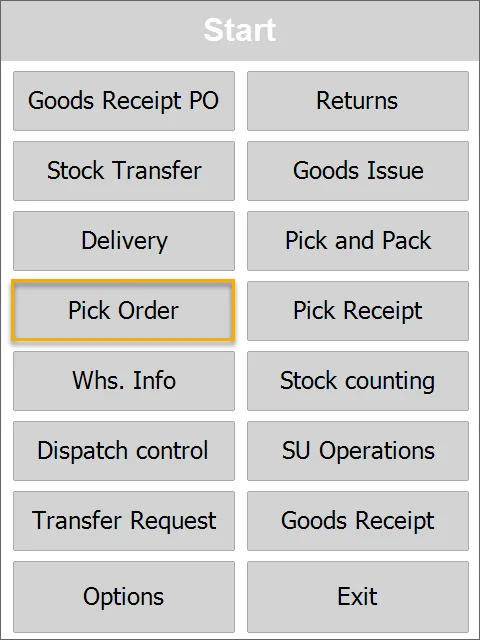 Start
Goods Receipt PO
Returns
Stock Transfer
Goods Issue
Delivery
Pick and Pack
Pick Order
Pick Receipt
Whs. Info
Stock counting
Dispatch control
SU Operations
Transfer Request
Goods Receipt
Options
Exit